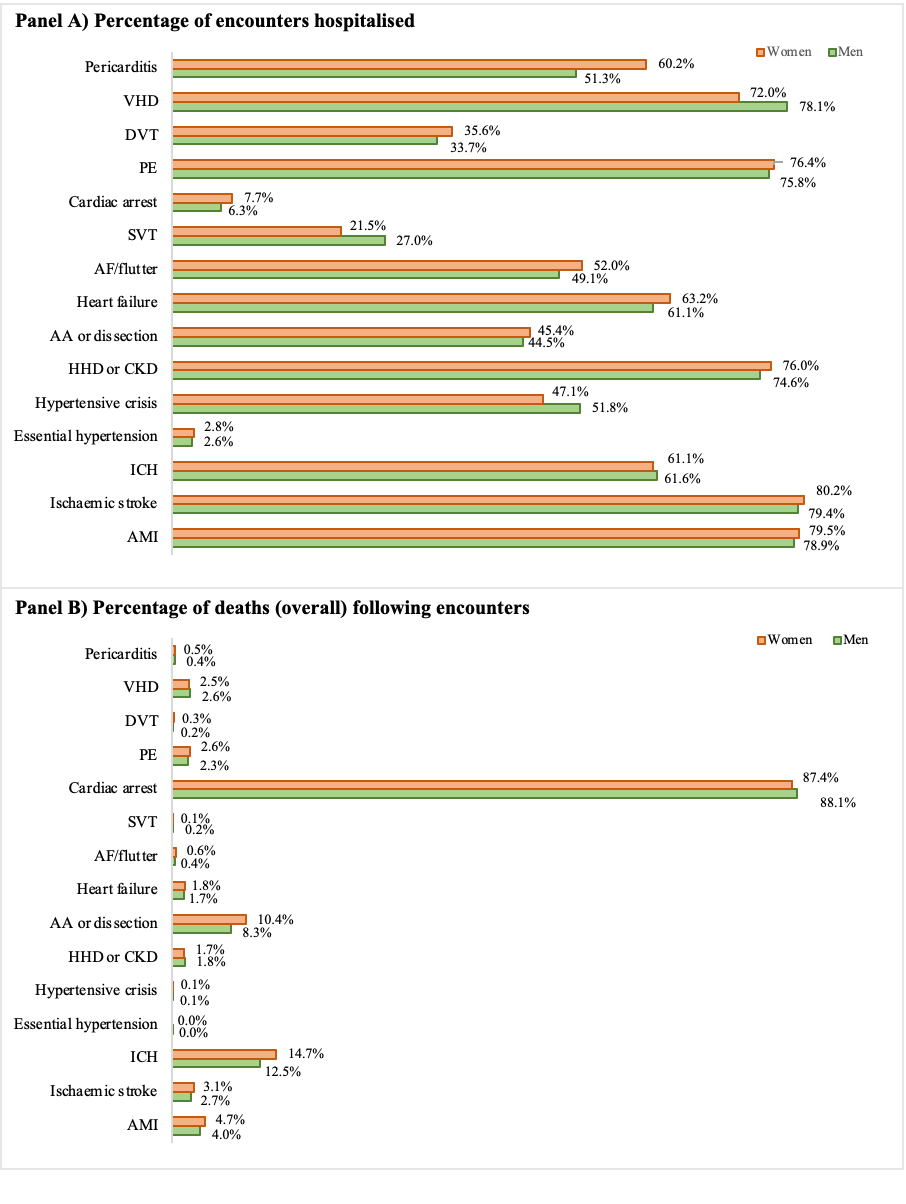 Panel A) Percentage of encounters hospitalised
Women Men
Pericarditis 60.2% 51.3%
VHD 72.0% 78.1%
DVT 35.6% 33.7%
PE 76.4% 75.8%
Cardiac arrest 7.7% 6.3%
SVT 21.5% 27.0%
AF/flutter 52.0% 49.1%
Heart failure 63.2% 61.1%
AA or dissection 45.4% 44.5%
HHD or CKD 76.0% 74.6%
Hypertensive crisis 47.1% 51.8%
Essential hypertension 2.8% 2.6%
ICH 61.1% 61.6%
Ischaemic stroke 80.2% 79.4%
AMI 79.5% 78.9%
Panel B) Percentage of deaths (overall) following encounters
Women Men
Pericarditis 0.5% 0.4%
VHD 2.5% 2.6%
DVT 0.3% 0.2%
PE 2.6% 2.3%
Cardiac arrest 87.4% 88.1%
SVT 0.1% 0.2%
AF/flutter 0.6% 0.4%
Heart failure 1.8% 1.7%
AA or dissection 10.4% 8.3%
HHD or CKD 1.7% 1.8%
Hypertensive crisis 0.1% 0.1%
Essential hypertension 0.0% 0.0%
ICH 14.7% 12.5%
Ischaemic stroke 3.1% 2.7%
AMI 4.7% 4.0%